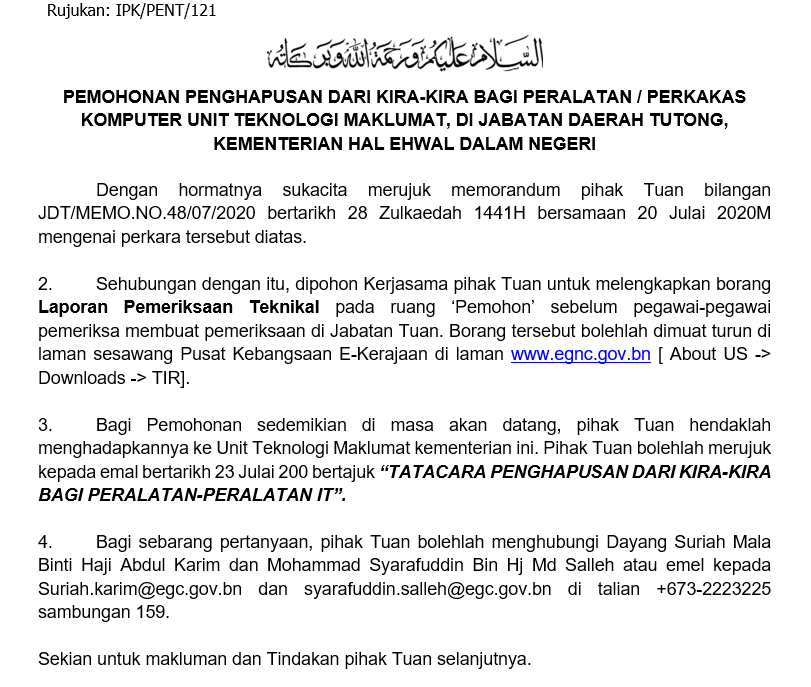 Rujukan: IPK/PENT/121
السلام عليكم ورحمة الله وبركاته
PEMOHONAN PENGHAPUSAN DARI KIRA-KIRA BAGI PERALATAN / PERKAKAS
KOMPUTER UNIT TEKNOLOGI MAKLUMAT, DI JABATAN DAERAH TUTONG,
KEMENTERIAN HAL EHWAL DALAM NEGERI
Dengan hormatnya sukacita merujuk memorandum pihak Tuan bilangan
JDT/MEMO.NO.48/07/2020 bertarikh 28 Zulkaedah 1441H bersamaan 20 Julai 2020M
mengenai perkara tersebut diatas.
2. Sehubungan dengan itu, dipohon Kerjasama pihak Tuan untuk melengkapkan borang
Laporan Pemeriksaan Teknikal pada ruang ‘Pemohon’ sebelum pegawai-pegawai
pemeriksa membuat pemeriksaan di Jabatan Tuan. Borang tersebut bolehlah dimuat turun di
laman sesawang Pusat Kebangsaan E-Kerajaan di laman www.egnc.gov.bn [ About US ->
Downloads -> TIR].
3. Bagi Pemohonan sedemikian di masa akan datang, pihak Tuan hendaklah
menghadapkannya ke Unit Teknologi Maklumat kementerian ini. Pihak Tuan bolehlah merujuk
kepada emal bertarikh 23 Julai 200 bertajuk “TATACARA PENGHAPUSAN DARI KIRA-KIRA
BAGI PERALATAN-PERALATAN IT”.
4. Bagi sebarang pertanyaan, pihak Tuan bolehlah menghubungi Dayang Suriah Mala
Binti Haji Abdul Karim dan Mohammad Syarafuddin Bin Hj Md Salleh atau emel kepada
Suriah.karim@egc.gov.bn dan syarafuddin.salleh@egc.gov.bn di talian +673-2223225
sambungan 159.
Sekian untuk makluman dan Tindakan pihak Tuan selanjutnya.